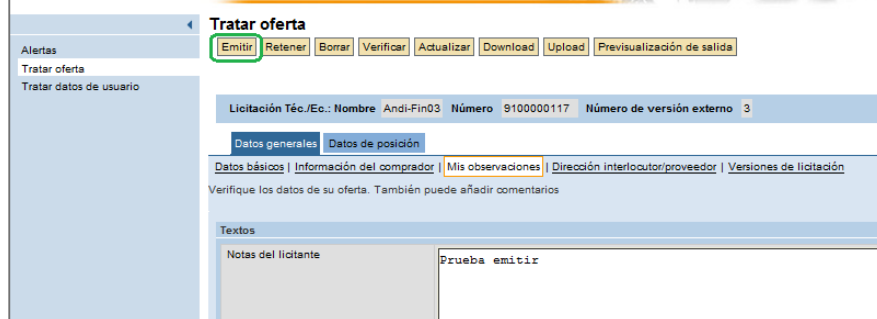 Tratar oferta
Emitir Retener Borrar Verificar Actualizar Download Upload Previsualización de salida
Alertas
Tratar oferta
Tratar datos de usuario
Licitación Téc./Ec.: Nombre Andi-Fin03 Número 9100000117 Número de versión externo 3
Datos generales Datos de posición
Datos básicos | Información del comprador | Mis observaciones | Dirección interlocutor/proveedor | Versiones de licitación
Verifique los datos de su oferta. También puede añadir comentarios
Textos
Notas del licitante
Prueba emitir